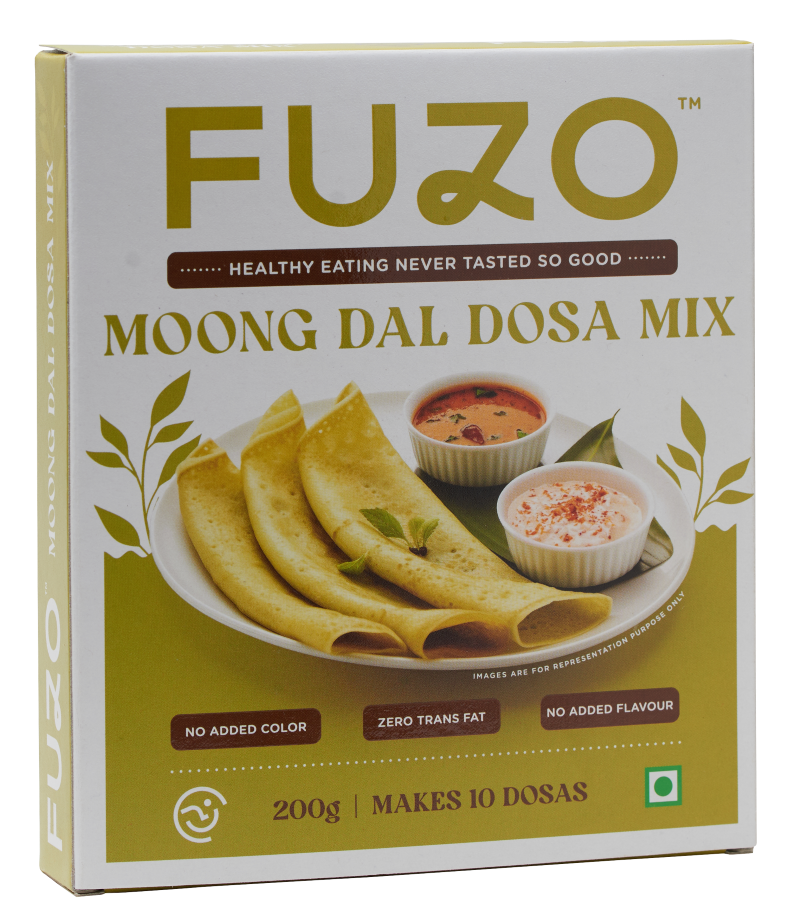 FUZO™
HEALTHY EATING NEVER TASTED SO GOOD
MOONG DAL DOSA MIX
IMAGES ARE FOR REPRESENTATION PURPOSE ONLY
NO ADDED COLOR
ZERO TRANS FAT
NO ADDED FLAVOUR
200g | MAKES 10 DOSAS
FUZO™ MOONG DAL DOSA MIX